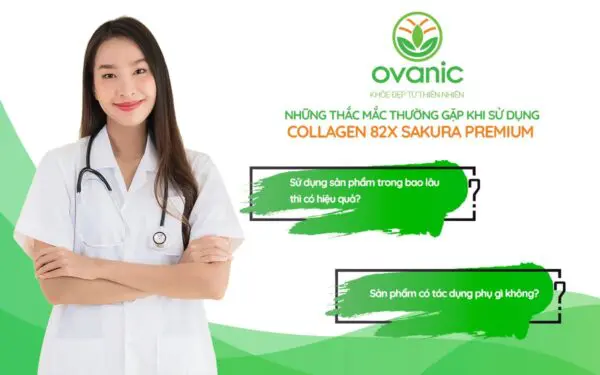 ovanic
KHỎE ĐẸP TỪ THIÊN NHIÊN
NHỮNG THẮC MẮC THƯỜNG GẶP KHI SỬ DỤNG
COLLAGEN 82X SAKURA PREMIUM
Sử dụng sản phẩm trong bao lâu
thì có hiệu quả?
?
Sản phẩm có tác dụng phụ gì không?
?